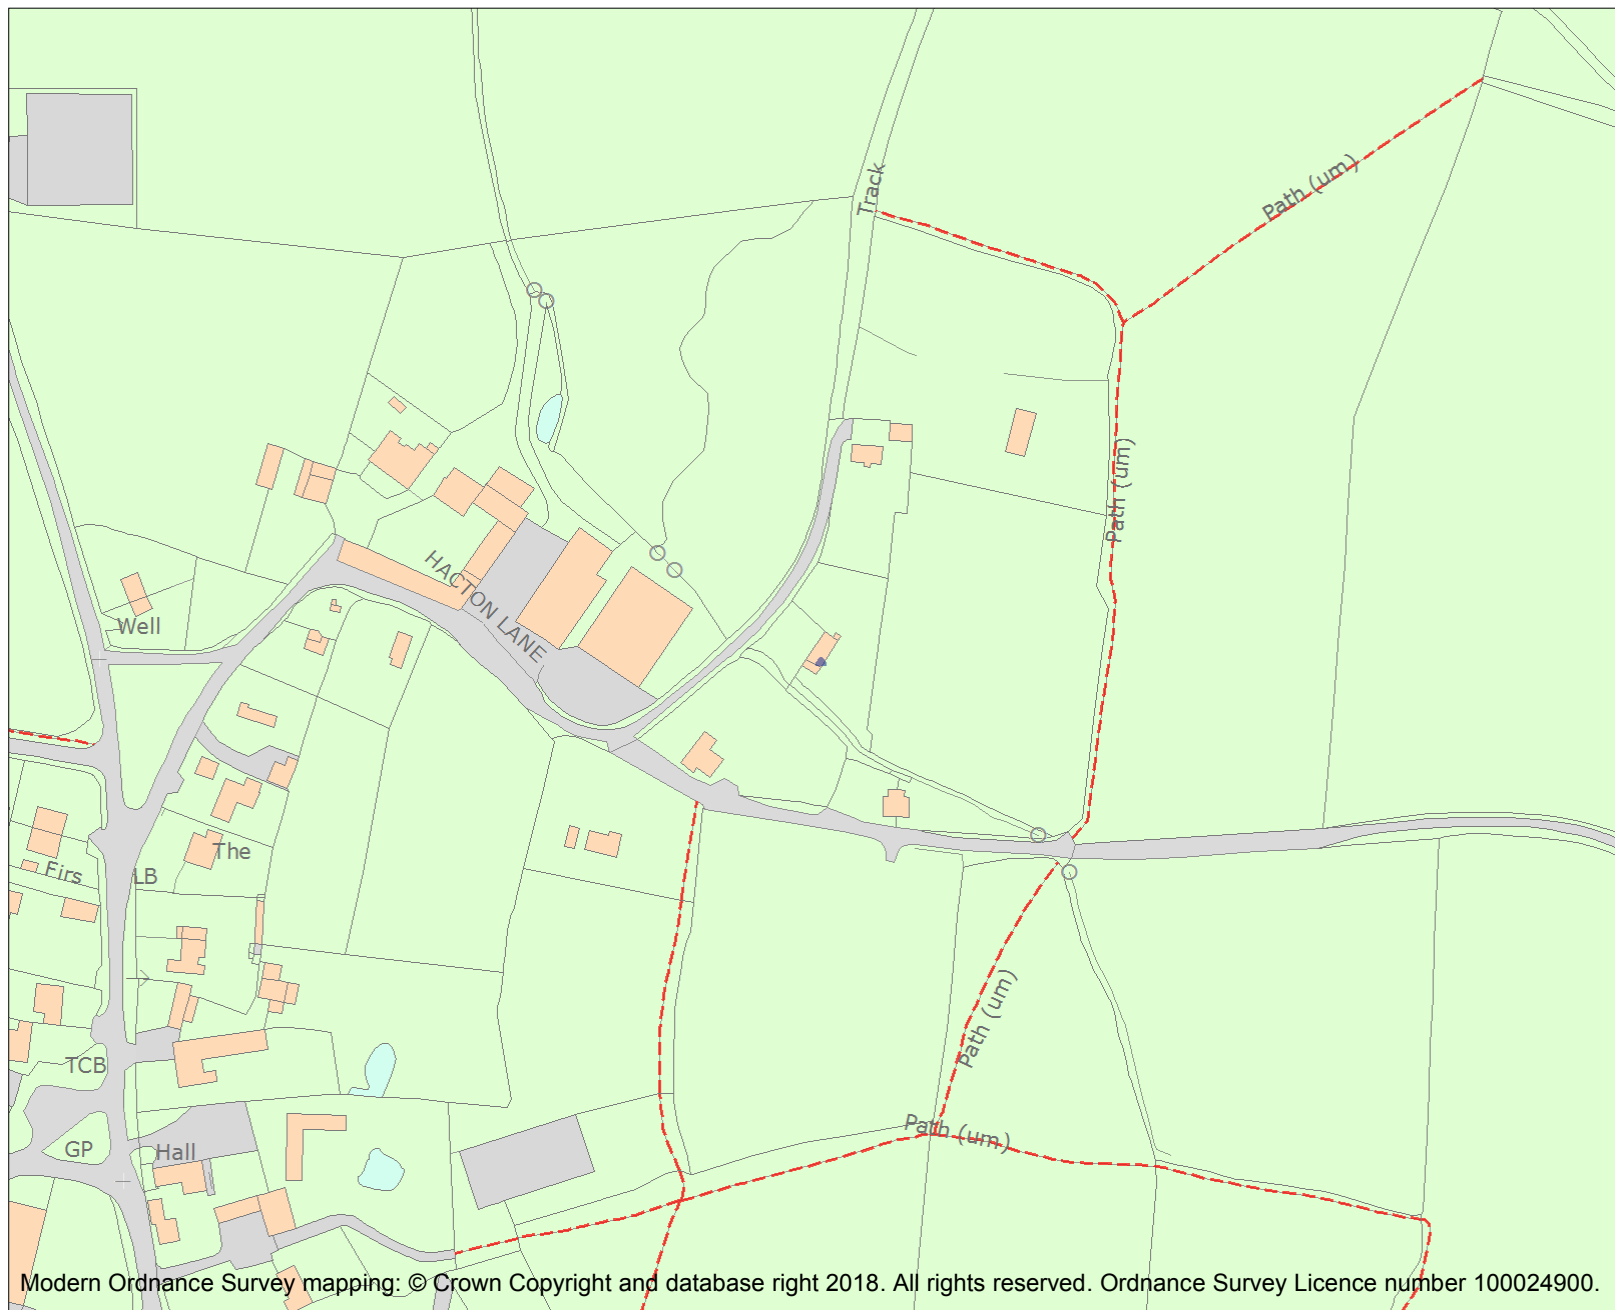 Track
Path (um)
Path (um)
HACTON LANE
Well
The
Firs
LB
Path (um)
TCB
Path (um)
GP
Hall
Modern Ordnance Survey mapping: © Crown Copyright and database right 2018. All rights reserved. Ordnance Survey Licence number 100024900.